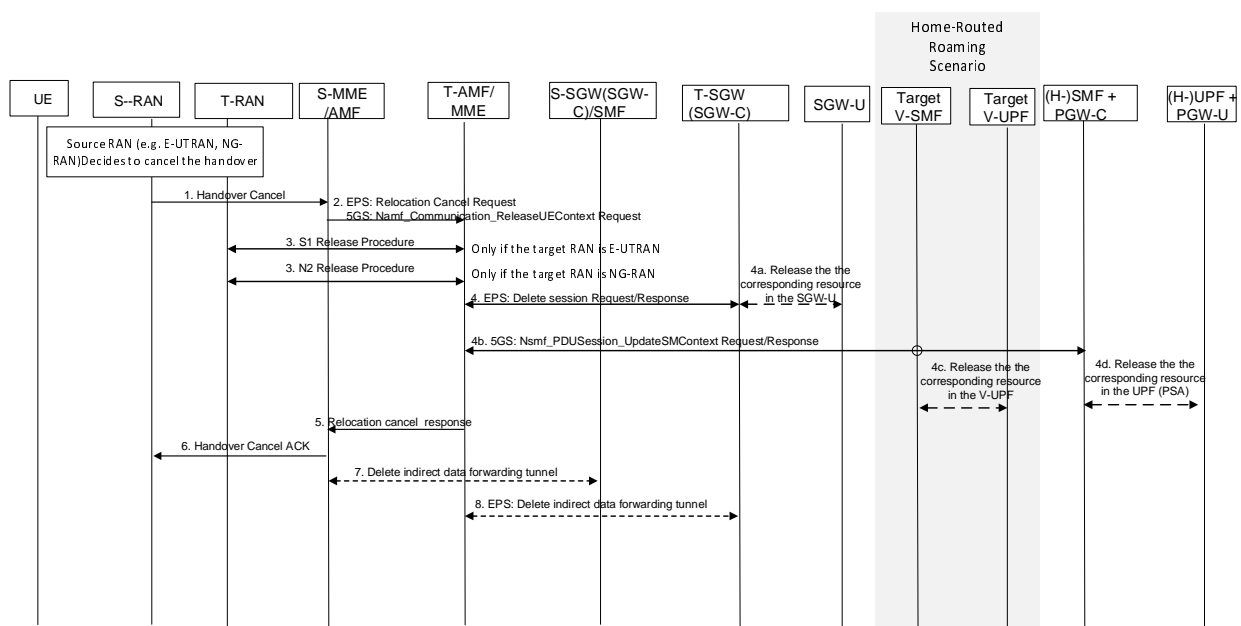 Home-Routed
Roaming
Scenario
UE
S--RAN
T-RAN
S-MME
/AMF
T-AMF/
MME
S-SGW(SGW-
C)/SMF
T-SGW
(SGW-C)
SGW-U
Target
V-SMF
Target
V-UPF
(H-)SMF +
PGW-C
(H-)UPF +
PGW-U
Source RAN (e.g. E-UTRAN, NG-
RAN)Decides to cancel the handover
1. Handover Cancel
2. EPS: Relocation Cancel Request
5GS: Namf_Communication_ReleaseUEContext Request
3. S1 Release Procedure
Only if the target RAN is E-UTRAN
3. N2 Release Procedure
Only if the target RAN is NG-RAN
4a. Release the the
corresponding resource
in the SGW-U
4. EPS: Delete session Request/Response
4b. 5GS: Nsmf_PDUSession_UpdateSMContext Request/Response
4c. Release the the
corresponding resource
in the V-UPF
4d. Release the the
corresponding resource
in the UPF (PSA)
5. Relocation cancel response
6. Handover Cancel ACK
7. Delete indirect data forwarding tunnel
8. EPS: Delete indirect data forwarding tunnel